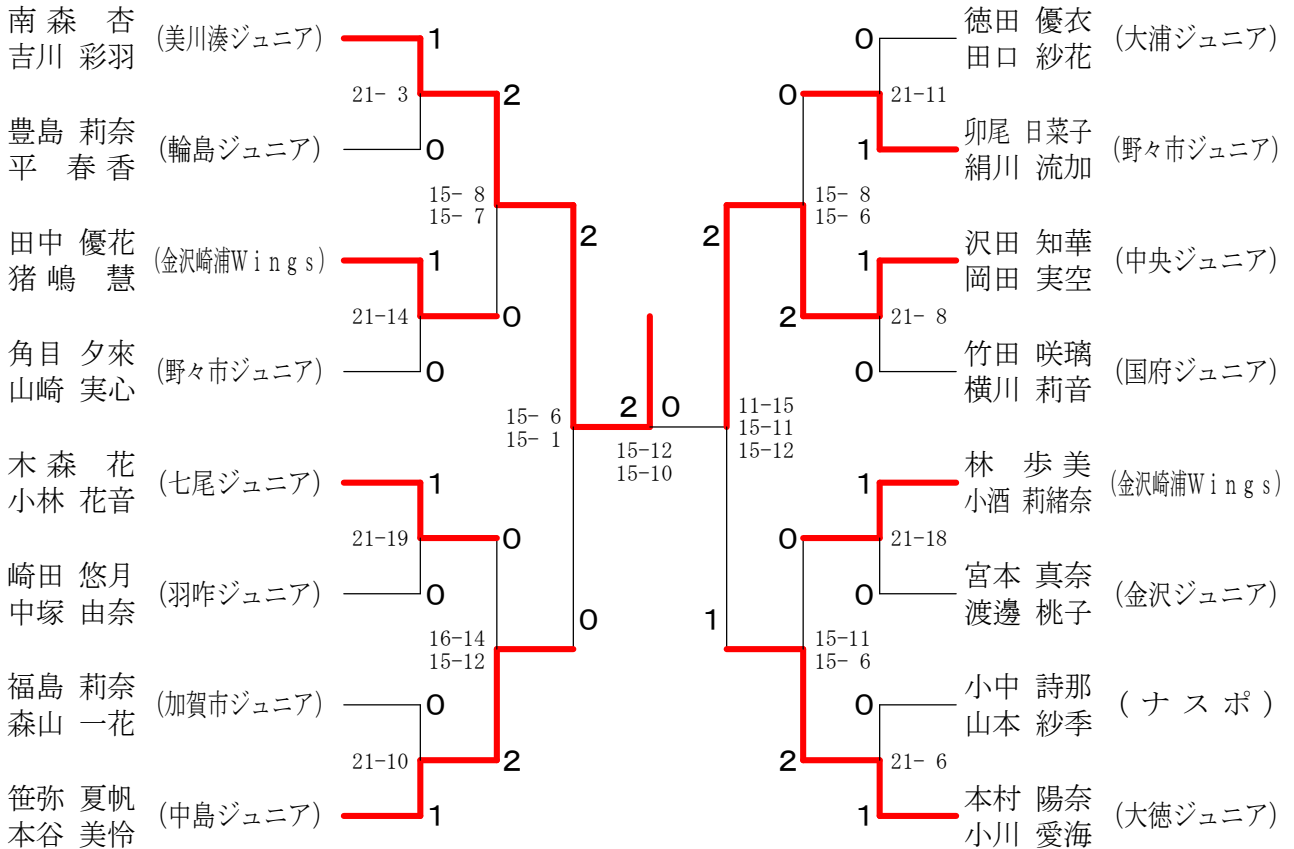 南 森 杏
吉川 彩羽
(美川湊ジュニア)
1
21- 3
2
豊島 莉奈
平 春 香
(輪島ジュニア)
0
15- 8
15- 7
2
田中 優花
猪 嶋 慧
(金沢崎浦Ｗｉｎｇｓ)
1
21-14
0
角目 夕來
山崎 実心
(野々市ジュニア)
0
15- 6
15- 1
木 森 花
小林 花音
(七尾ジュニア)
1
21-19
0
崎田 悠月
中塚 由奈
(羽咋ジュニア)
0
16-14
15-12
0
福島 莉奈
森山 一花
(加賀市ジュニア)
0
21-10
2
笹弥 夏帆
本谷 美怜
(中島ジュニア)
1
2 0
15-12
15-10
0
徳田 優衣
田口 紗花
(大浦ジュニア)
0
21-11
1
卯尾 日菜子
絹川 流加
(野々市ジュニア)
15- 8
15- 6
2
1
沢田 知華
岡田 実空
(中央ジュニア)
2
21- 8
0
竹田 咲璃
横川 莉音
(国府ジュニア)
11-15
15-11
15-12
1
林 歩 美
小酒 莉緒奈
(金沢崎浦Ｗｉｎｇｓ)
0
21-18
0
宮本 真奈
渡邊 桃子
(金沢ジュニア)
1
15-11
15- 6
0
小中 詩那
山本 紗季
(ナスポ)
2
21- 6
1
本村 陽奈
小川 愛海
(大徳ジュニア)